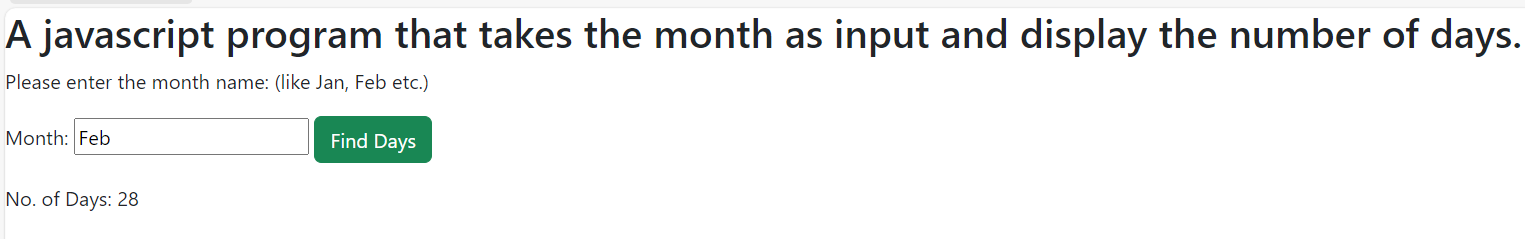 A javascript program that takes the month as input and display the number of days.
Please enter the month name: (like Jan, Feb etc.)
Month: Feb Find Days
No. of Days: 28